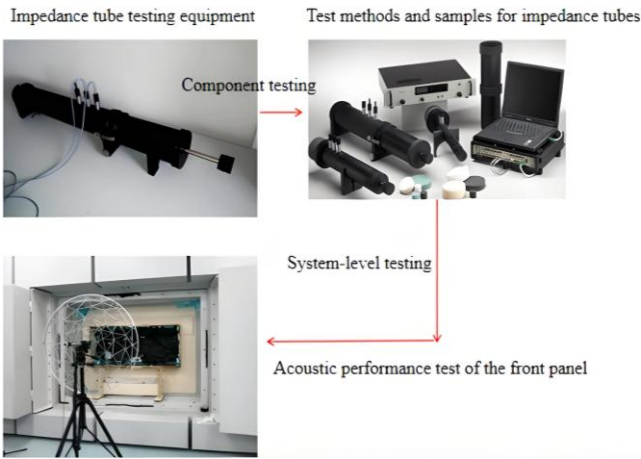 Impedance tube testing equipment
Test methods and samples for impedance tubes
Component testing
System-level testing
Acoustic performance test of the front panel